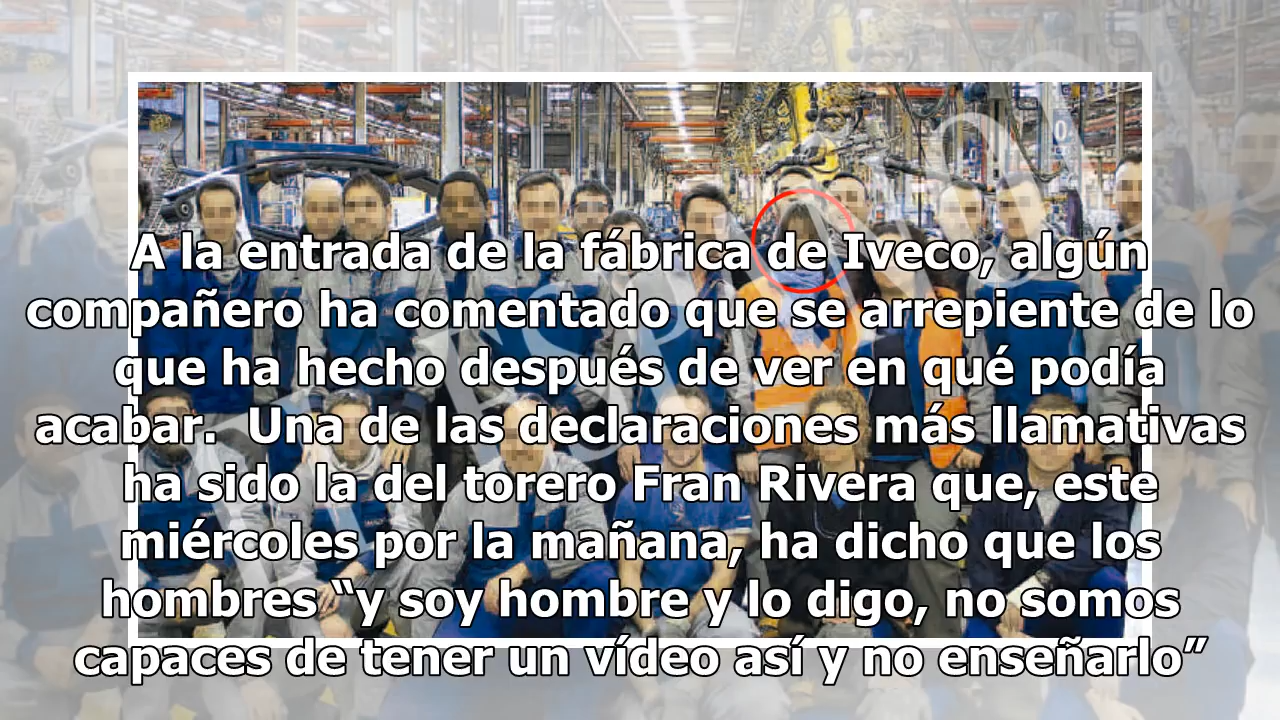 A la entrada de la fábrica de Iveco, algún
compañero ha comentado que se arrepiente de lo
que ha hecho después de ver en qué podía
acabar.  Una de las declaraciones más llamativas
ha sido la del torero Fran Rivera que, este
miércoles por la mañana, ha dicho que los
hombres “y soy hombre y lo digo, no somos
capaces de tener un vídeo así y no enseñarlo”